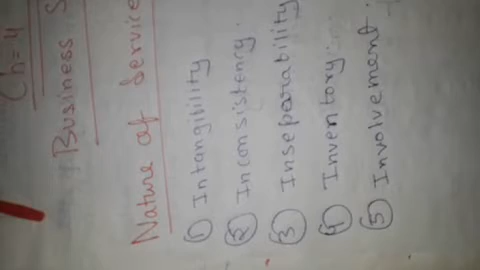 Ch=4
Business S
Nature of Service
① Intangibility
② Inconsistency.
③ Inseparability
④ Inventory.
⑤ Involvement.